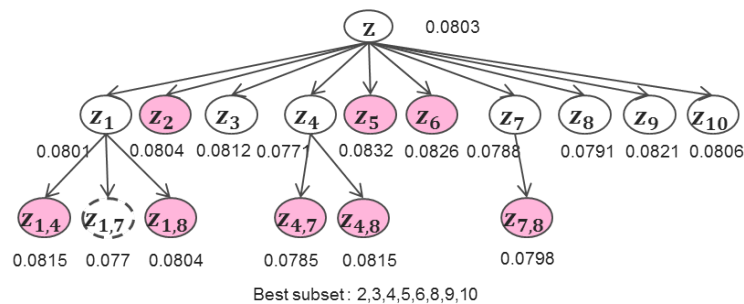 z 0.0803
z1 z2 z3 z4 z5 z6 z7 z8 z9 z10
0.0801 0.0804 0.0812 0.0771 0.0832 0.0826 0.0788 0.0791 0.0821 0.0806
z1,4 z1,7 z1,8 z4,7 z4,8 z7,8
0.0815 0.077 0.0804 0.0785 0.0815 0.0798
Best subset : 2,3,4,5,6,8,9,10